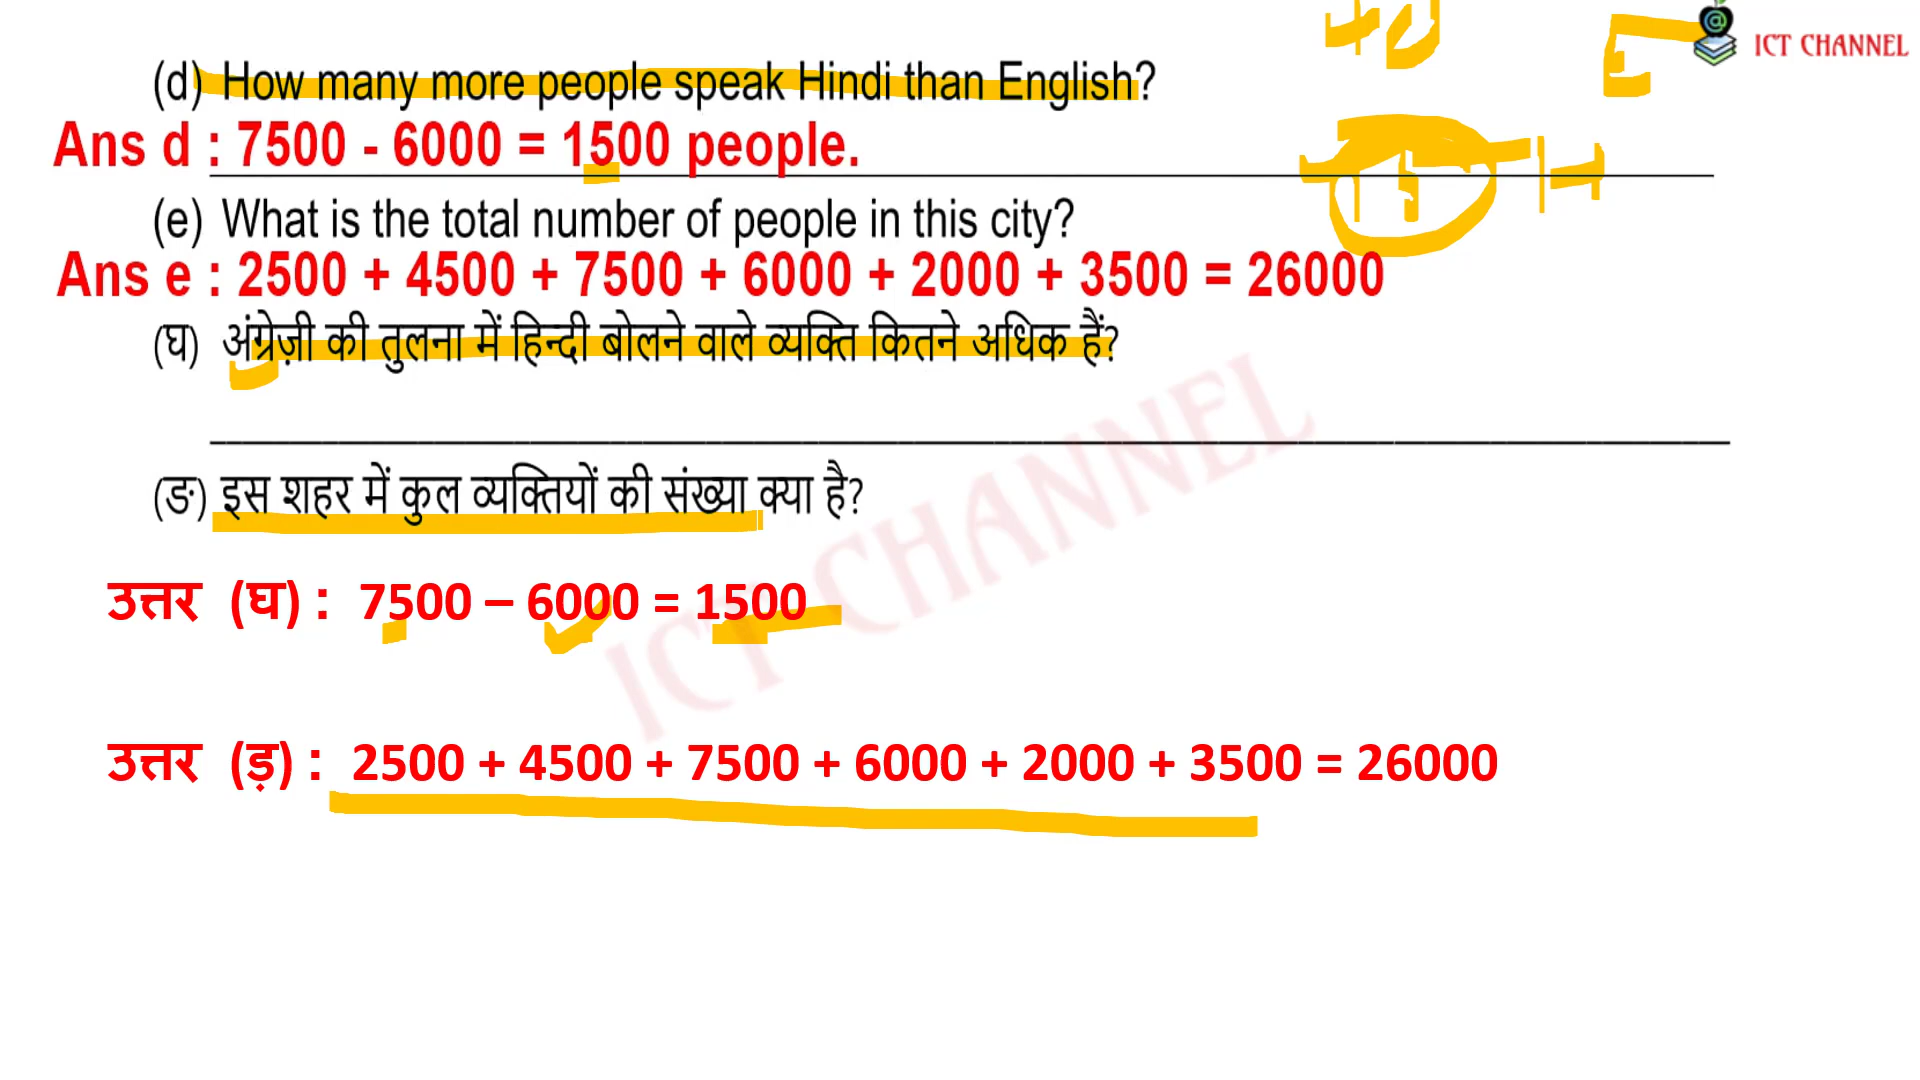 ICT CHANNEL
(d) How many more people speak Hindi than English?
Ans d : 7500 - 6000 = 1500 people.
(e) What is the total number of people in this city?
Ans e : 2500 + 4500 + 7500 + 6000 + 2000 + 3500 = 26000
(घ) अंग्रेज़ी की तुलना में हिन्दी बोलने वाले व्यक्ति कितने अधिक हैं?
(ङ) इस शहर में कुल व्यक्तियों की संख्या क्या है?
उत्तर (घ) : 7500 – 6000 = 1500
उत्तर (ड़) : 2500 + 4500 + 7500 + 6000 + 2000 + 3500 = 26000
ICT CHANNEL